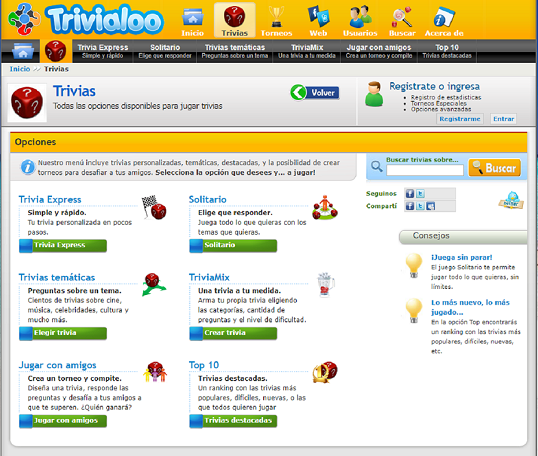 Trivialoo
Inicio Trivias Torneos Web Usuarios Buscar Acerca de
Trivia Express Solitario Trivias temáticas TriviaMix Jugar con amigos Top 10
Simple y rápido Elige que responder Preguntas sobre un tema Una trivia a tu medida Crea un torneo y compite Trivias destacadas
Inicio >> Trivias
Trivias
Todas las opciones disponibles para jugar trivias
Volver
Registrate o ingresa
Registro de estadísticas
Torneos Especiales
Opciones avanzadas
Registrarme Entrar
Opciones
Nuestro menú incluye trivias personalizadas, temáticas, destacadas, y la posibilidad de crear
torneos para desafiar a tus amigos. Selecciona la opción que desees y... a jugar!
Buscar trivias sobre...
Buscar
Seguinos
Compartí
Trivia Express
Simple y rápido.
Tu trivia personalizada en pocos
pasos.
Trivia Express
Solitario
Elige que responder.
Juega todo lo quieras con los
temas que quieras.
Solitario
Trivias temáticas
Preguntas sobre un tema.
Cientos de trivias sobre cine,
música, celebridades, cultura y
mucho más.
Elegir trivia
TriviaMix
Una trivia a tu medida.
Arma tu propia trivia eligiendo
las categorías, cantidad de
preguntas y el nivel de dificultad.
Crear trivia
Jugar con amigos
Crea un torneo y compite.
Diseña una trivia, responde las
preguntas y desafía a tus amigos a
que te superen. ¿Quién ganará?
Jugar con amigos
Top 10
Trivias destacadas.
Un ranking con las trivias más
populares, difíciles, nuevas, o las
que todos quieren jugar
Trivias destacadas
Consejos
¡Juega sin parar!
El juego Solitario te permite
jugar todo lo que quieras, sin
límites.
Lo más nuevo, lo más
jugado...
En la opción Top encontrarás
un ranking con las trivias más
populares, difíciles, nuevas,
etc.